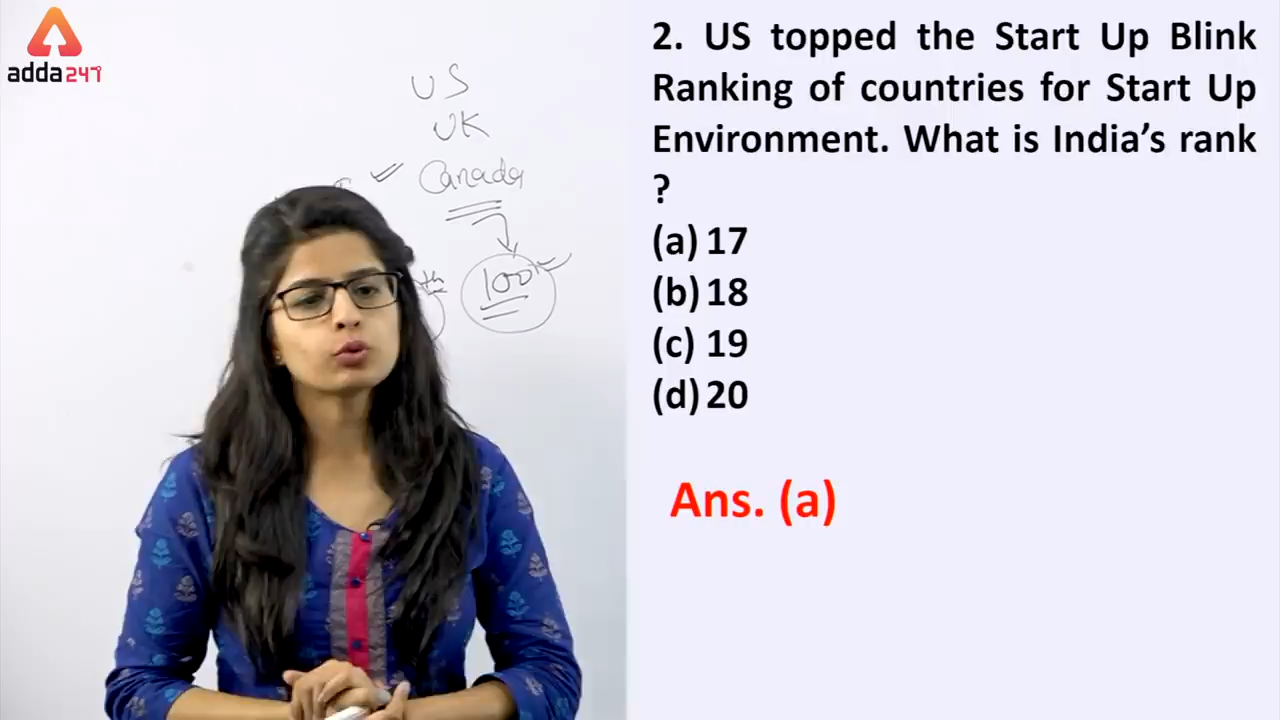 adda247
US
UK
Canada
th
100
2. US topped the Start Up Blink
Ranking of countries for Start Up
Environment. What is India’s rank
?
(a) 17
(b) 18
(c) 19
(d) 20
Ans. (a)